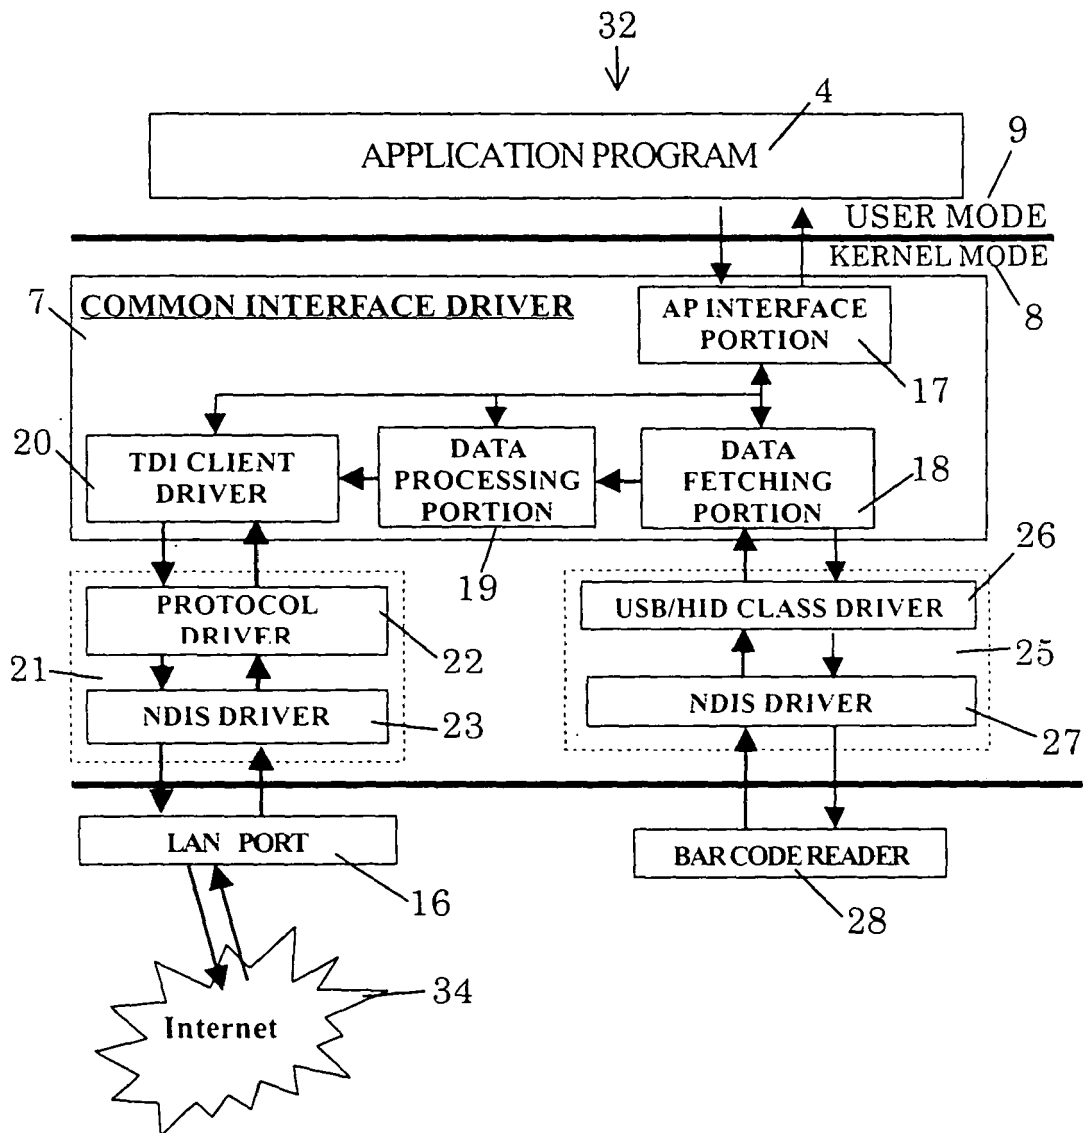 32
4
APPLICATION PROGRAM
9
USER MODE
KERNEL MODE
8
7
COMMON INTERFACE DRIVER
AP INTERFACE
PORTION
17
20
TDI CLIENT
DRIVER
DATA
PROCESSING
PORTION
DATA
FETCHING
PORTION
18
19
26
PROTOCOL
DRIVER
USB/HID CLASS DRIVER
21
22
25
NDIS DRIVER
23
NDIS DRIVER
27
LAN PORT
16
BAR CODE READER
28
34
Internet